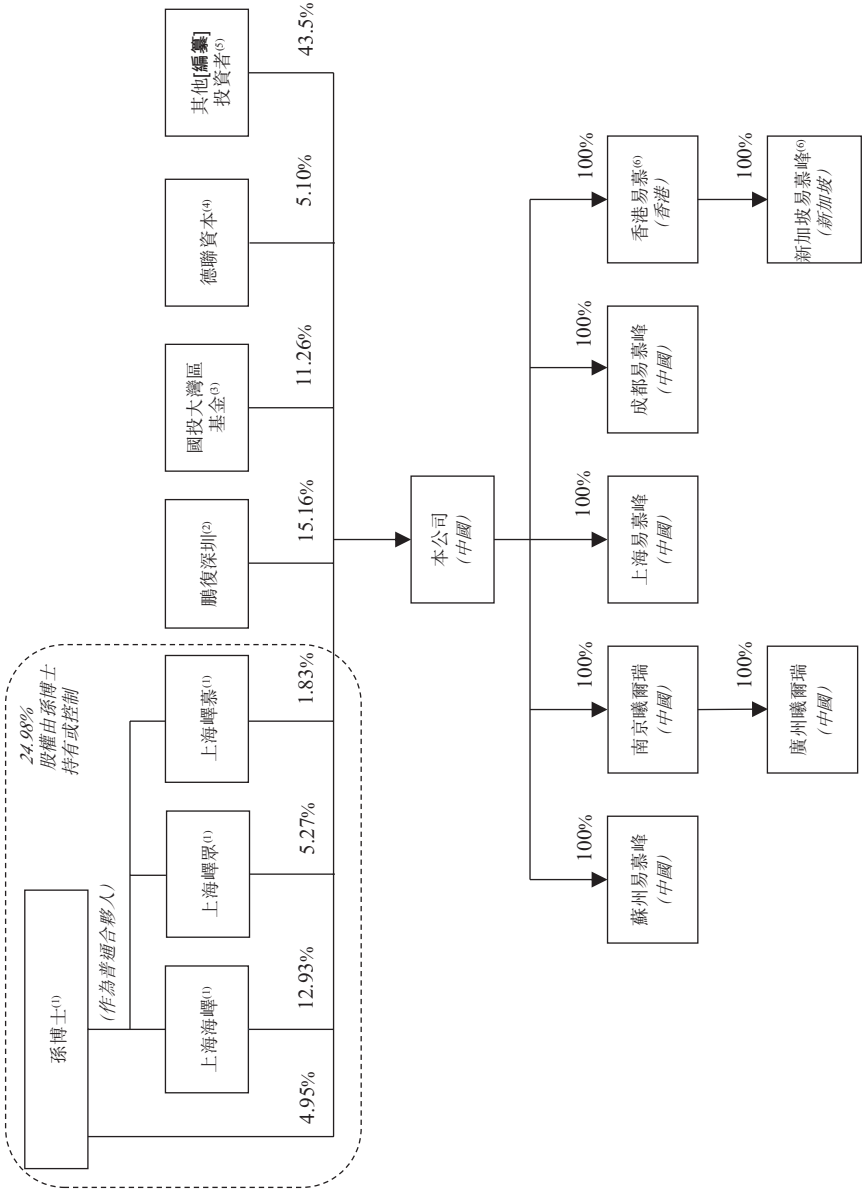 24.98%
股權由孫博士
持有或控制
孫博士(1)
(作為普通合夥人)
上海海嶧(1)
上海嶧眾(1)
上海嶧慕(1)
鵬復深圳(2)
國投大灣區
基金(3)
德聯資本(4)
其他[編纂]
投資者(5)
4.95%
12.93%
5.27%
1.83%
15.16%
11.26%
5.10%
43.5%
本公司
(中國)
100%
100%
100%
100%
100%
蘇州易慕峰
(中國)
南京曦爾瑞
(中國)
上海易慕峰
(中國)
成都易慕峰
(中國)
香港易慕(6)
(香港)
100%
100%
廣州曦爾瑞
(中國)
新加坡易慕峰(6)
(新加坡)